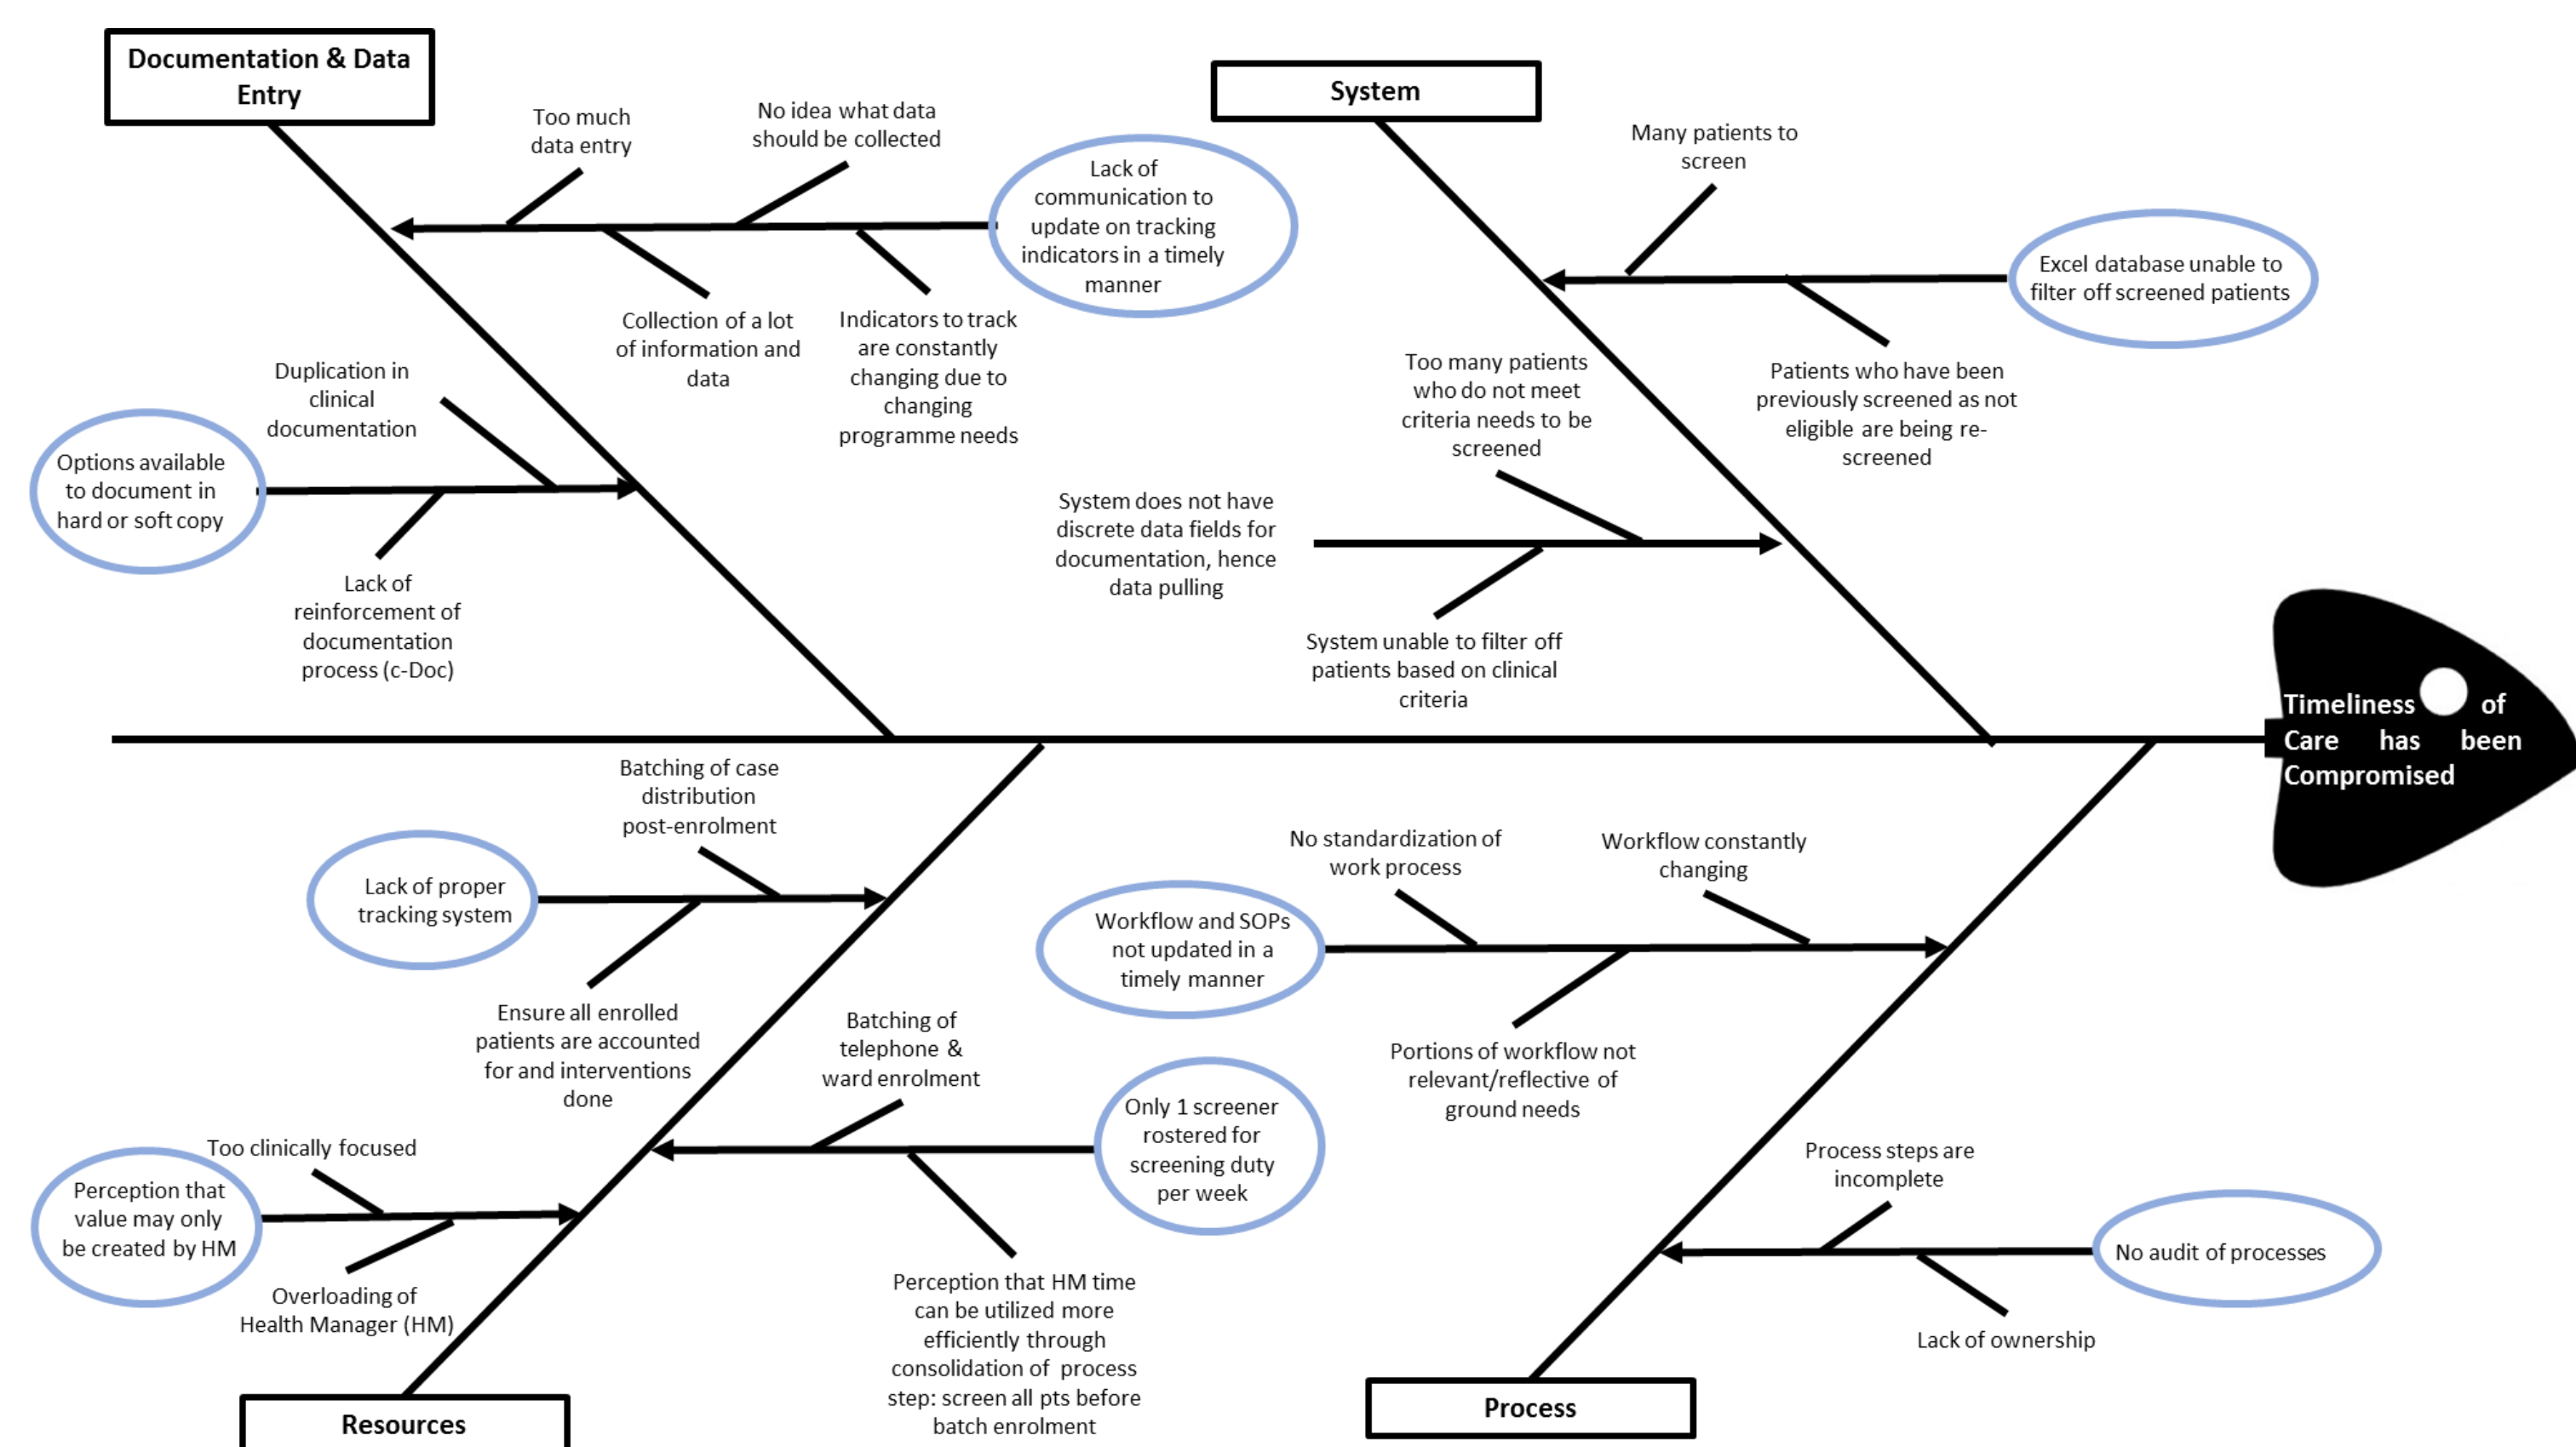 Documentation & Data
Entry
Too much
data entry
No idea what data
should be collected
Lack of
communication to
update on tracking
indicators in a timely
manner
Collection of a lot
of information and
data
Indicators to track
are constantly
changing due to
changing
programme needs
Duplication in
clinical
documentation
Options available
to document in
hard or soft copy
Lack of
reinforcement of
documentation
process (c-Doc)
System
Many patients to
screen
Excel database unable to
filter off screened patients
Patients who have been
previously screened as not
eligible are being re-
screened
Too many patients
who do not meet
criteria needs to be
screened
System does not have
discrete data fields for
documentation, hence
data pulling
System unable to filter off
patients based on clinical
criteria
Timeliness of
Care has been
Compromised
Batching of case
distribution
post-enrolment
Lack of proper
tracking system
Ensure all enrolled
patients are accounted
for and interventions
done
Batching of
telephone &
ward enrolment
Only 1 screener
rostered for
screening duty
per week
Perception that HM time
can be utilized more
efficiently through
consolidation of process
step: screen all pts before
batch enrolment
Too clinically focused
Perception that
value may only
be created by HM
Overloading of
Health Manager (HM)
Resources
No standardization of
work process
Workflow constantly
changing
Workflow and SOPs
not updated in a
timely manner
Portions of workflow not
relevant/reflective of
ground needs
Process steps are
incomplete
No audit of processes
Lack of ownership
Process